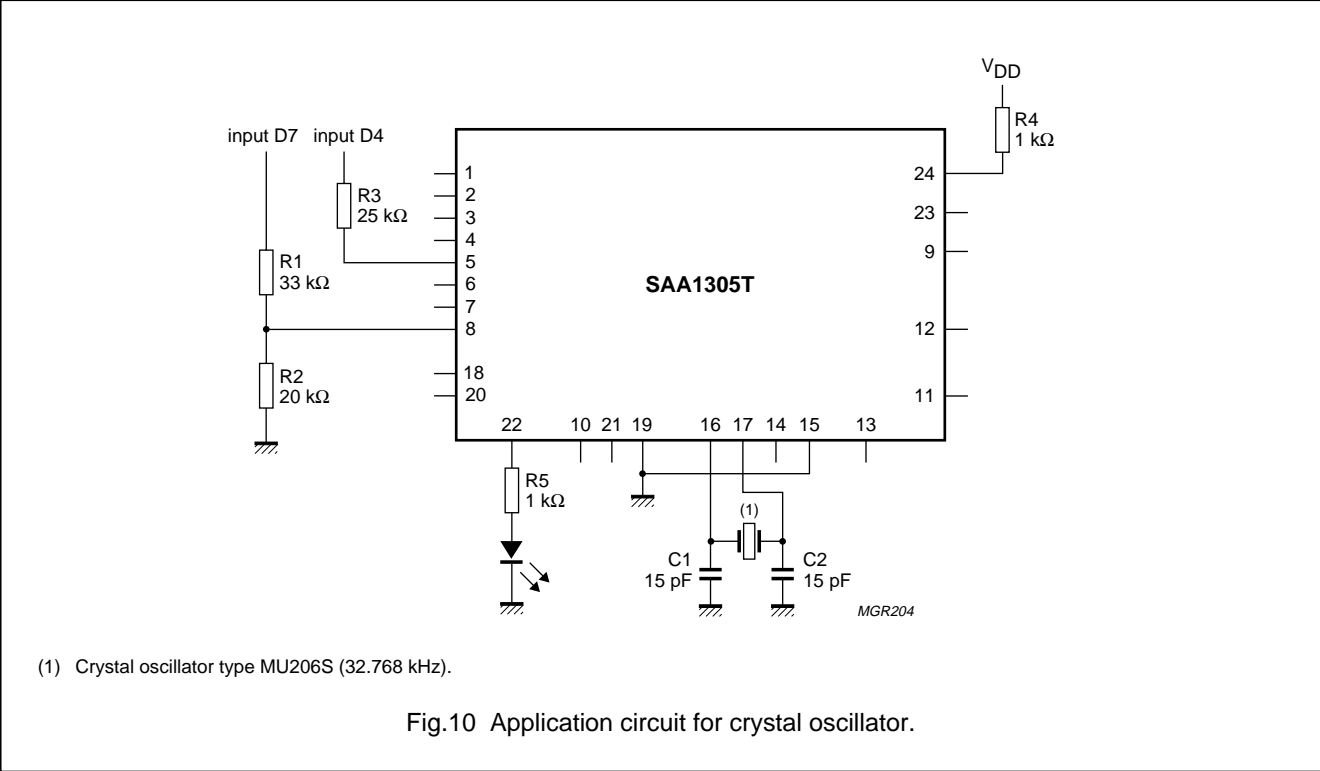 VDD
R4
1 kΩ
input D7 input D4
R3
25 kΩ
R1
33 kΩ
R2
20 kΩ
1
2
3
4
5
6
7
8
18
20
SAA1305T
24
23
9
12
11
22 10 21 19 16 17 14 15 13
R5
1 kΩ
(1)
C1
15 pF
C2
15 pF
MGR204
(1) Crystal oscillator type MU206S (32.768 kHz).
Fig.10 Application circuit for crystal oscillator.